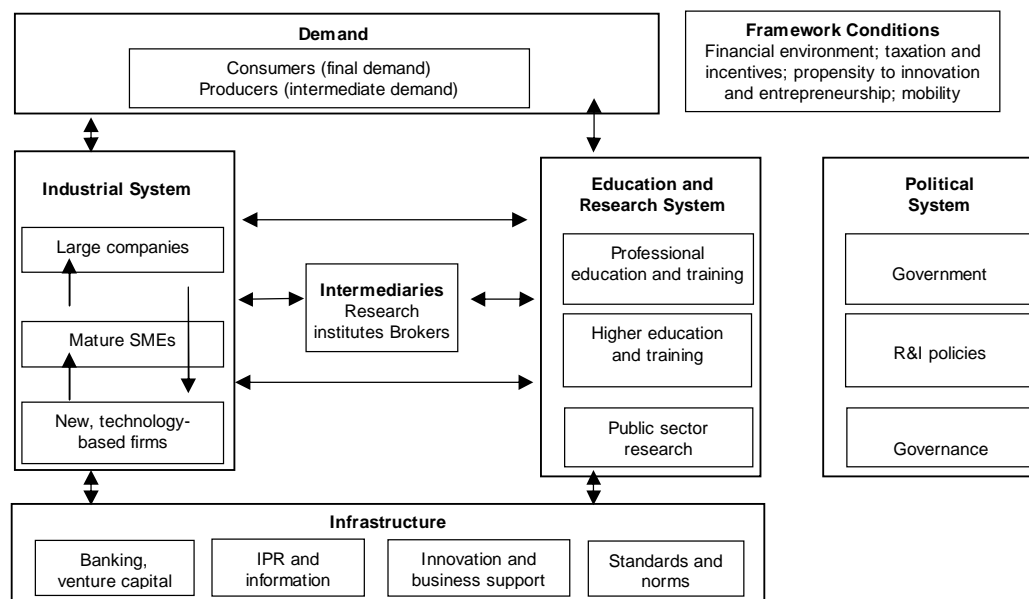 Demand
Consumers (final demand)
Producers (intermediate demand)
Framework Conditions
Financial environment; taxation and
incentives; propensity to innovation
and entrepreneurship; mobility
Industrial System
Large companies
Mature SMEs
New, technology-
based firms
Intermediaries
Research
institutes Brokers
Education and
Research System
Professional
education and training
Higher education
and training
Public sector
research
Political
System
Government
R&I policies
Governance
Infrastructure
Banking,
venture capital
IPR and
information
Innovation and
business support
Standards and
norms